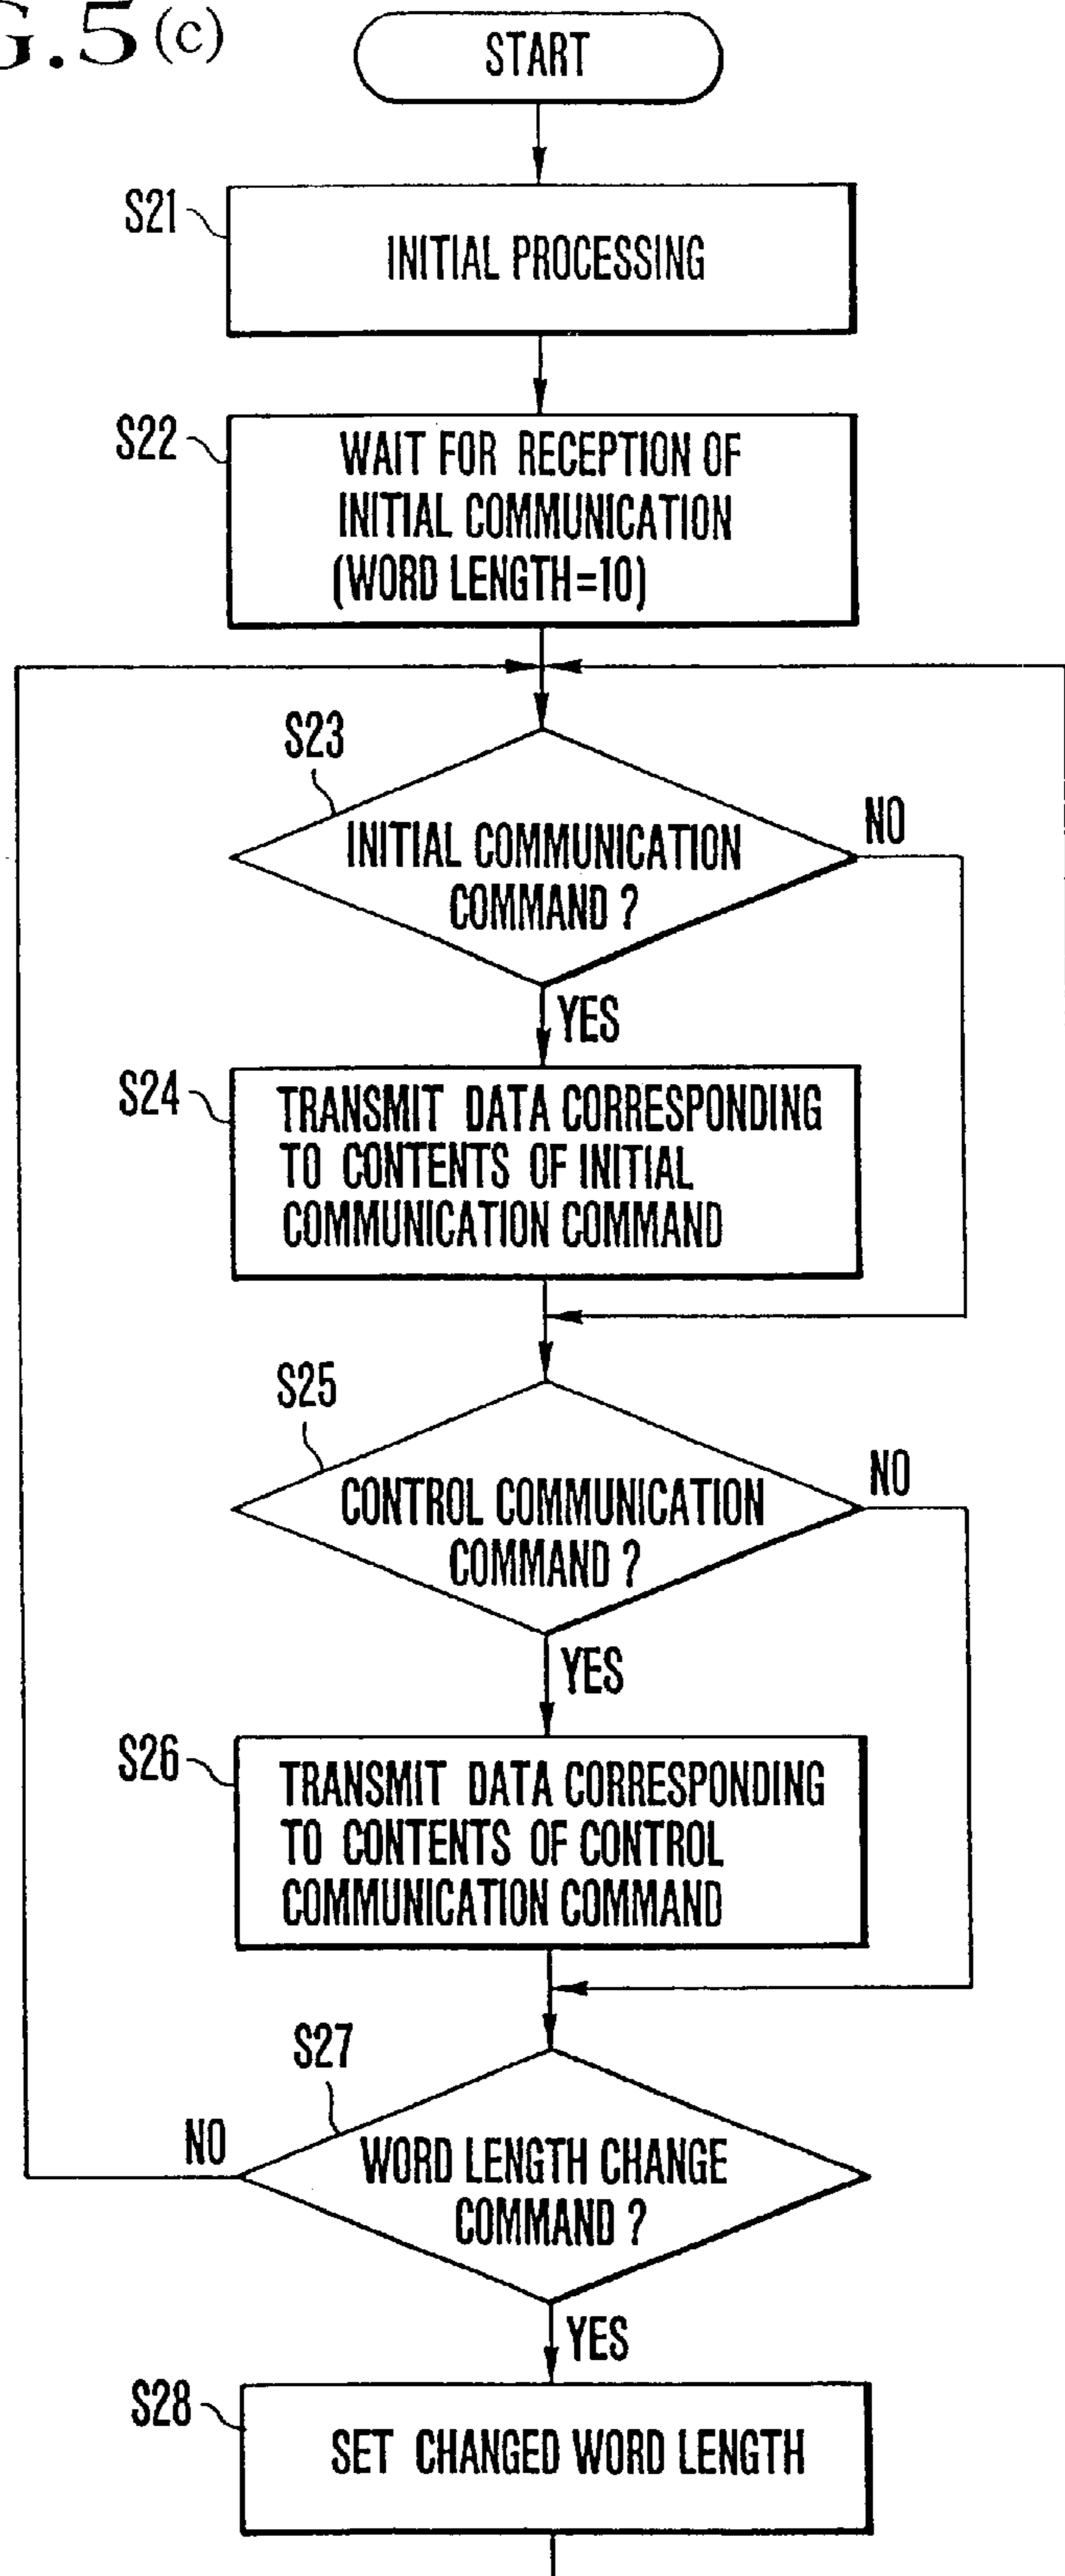 G.5 (c)
START
S21
INITIAL PROCESSING
S22
WAIT FOR RECEPTION OF
INITIAL COMMUNICATION
(WORD LENGTH=10)
S23
INITIAL COMMUNICATION
COMMAND ?
NO
YES
S24
TRANSMIT DATA CORRESPONDING
TO CONTENTS OF INITIAL
COMMUNICATION COMMAND
S25
CONTROL COMMUNICATION
COMMAND ?
NO
YES
S26
TRANSMIT DATA CORRESPONDING
TO CONTENTS OF CONTROL
COMMUNICATION COMMAND
S27
NO
WORD LENGTH CHANGE
COMMAND ?
YES
S28
SET CHANGED WORD LENGTH